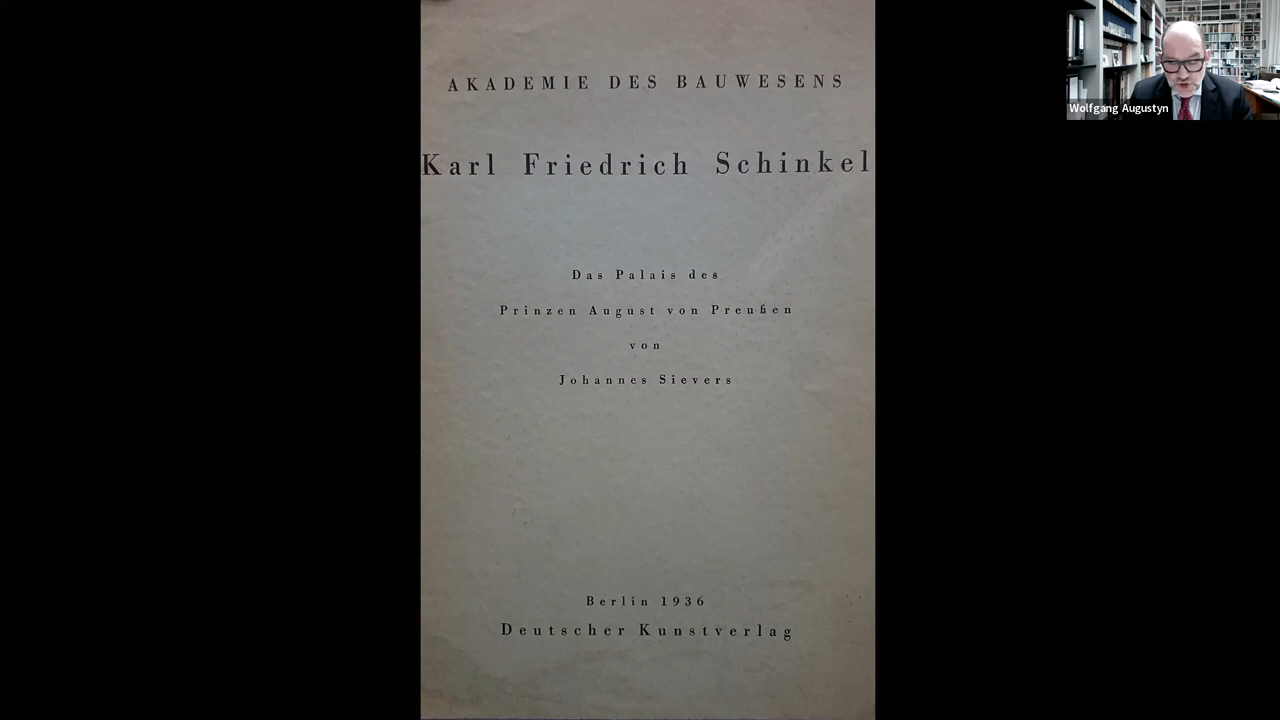 AKADEMIE DES BAUWESENS
Karl Friedrich Schinkel
Das Palais des
Prinzen August von Preußen
von
Johannes Sievers
Berlin 1936
Deutscher Kunstverlag
Wolfgang Augustyn